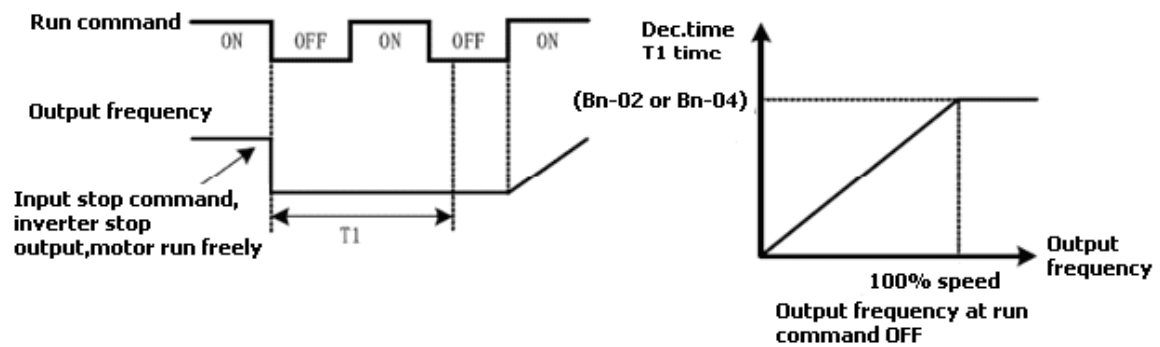 Run command
ON OFF ON OFF ON
Output frequency
Input stop command,
inverter stop
output,motor run freely
T1
Dec.time
T1 time
(Bn-02 or Bn-04)
Output
frequency
100% speed
Output frequency at run
command OFF